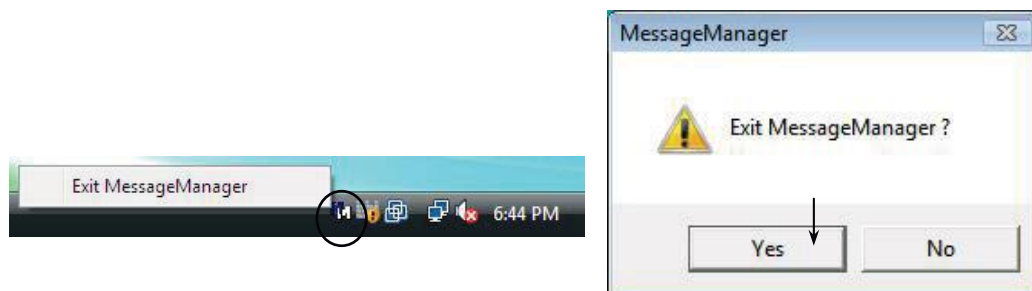 Exit MessageManager
6:44 PM
MessageManager
Exit MessageManager ?
Yes
No